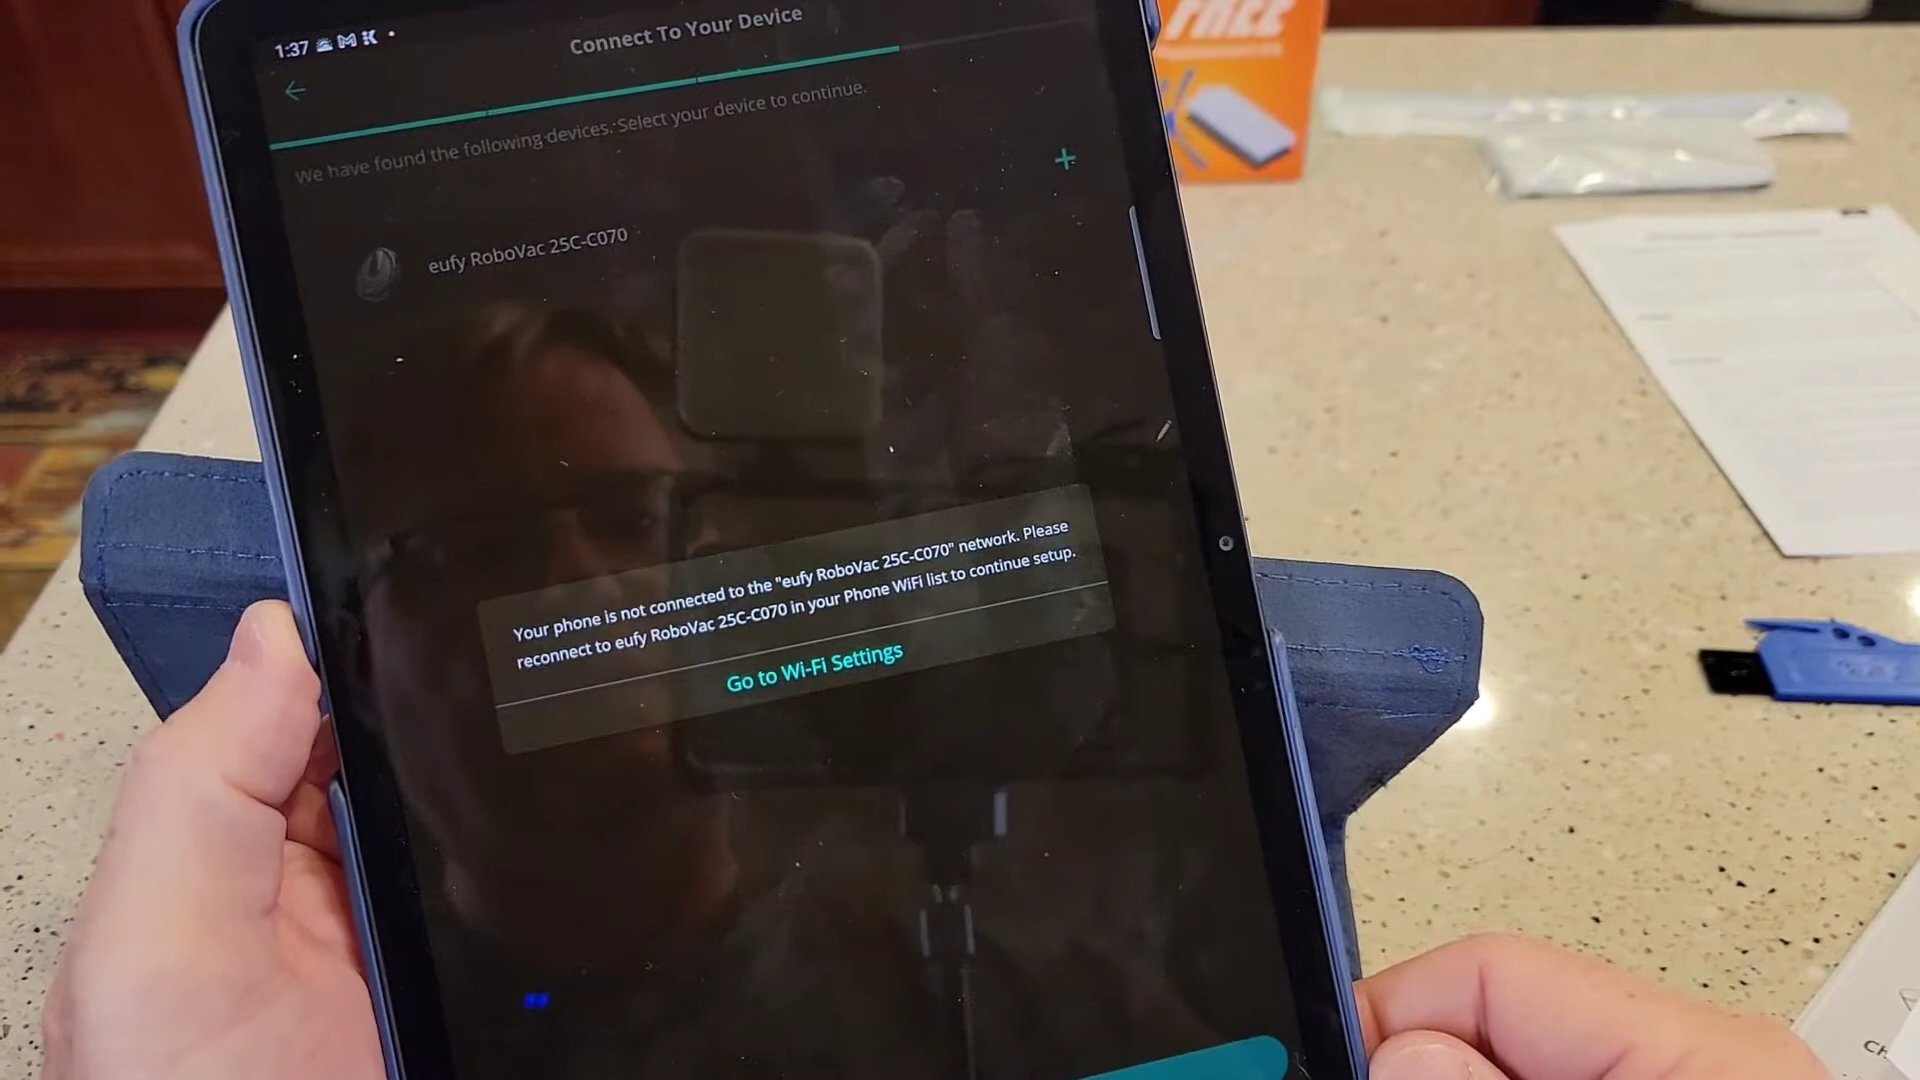 FREE
1:37
Connect To Your Device
We have found the following devices. Select your device to continue.
eufy RoboVac 25C-C070
Your phone is not connected to the "eufy RoboVac 25C-C070" network. Please
reconnect to eufy RoboVac 25C-C070 in your Phone WiFi list to continue setup.
Go to Wi-Fi Settings